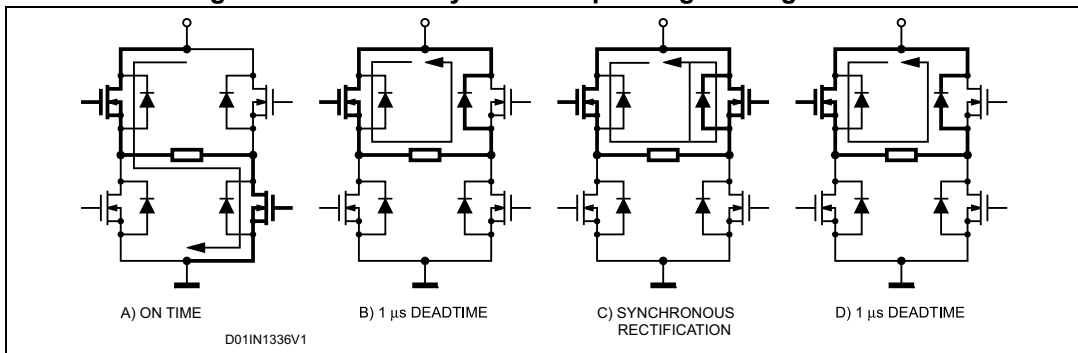 A) ON TIME
B) 1 μs DEADTIME
C) SYNCHRONOUS
RECTIFICATION
D) 1 μs DEADTIME
D01IN1336V1